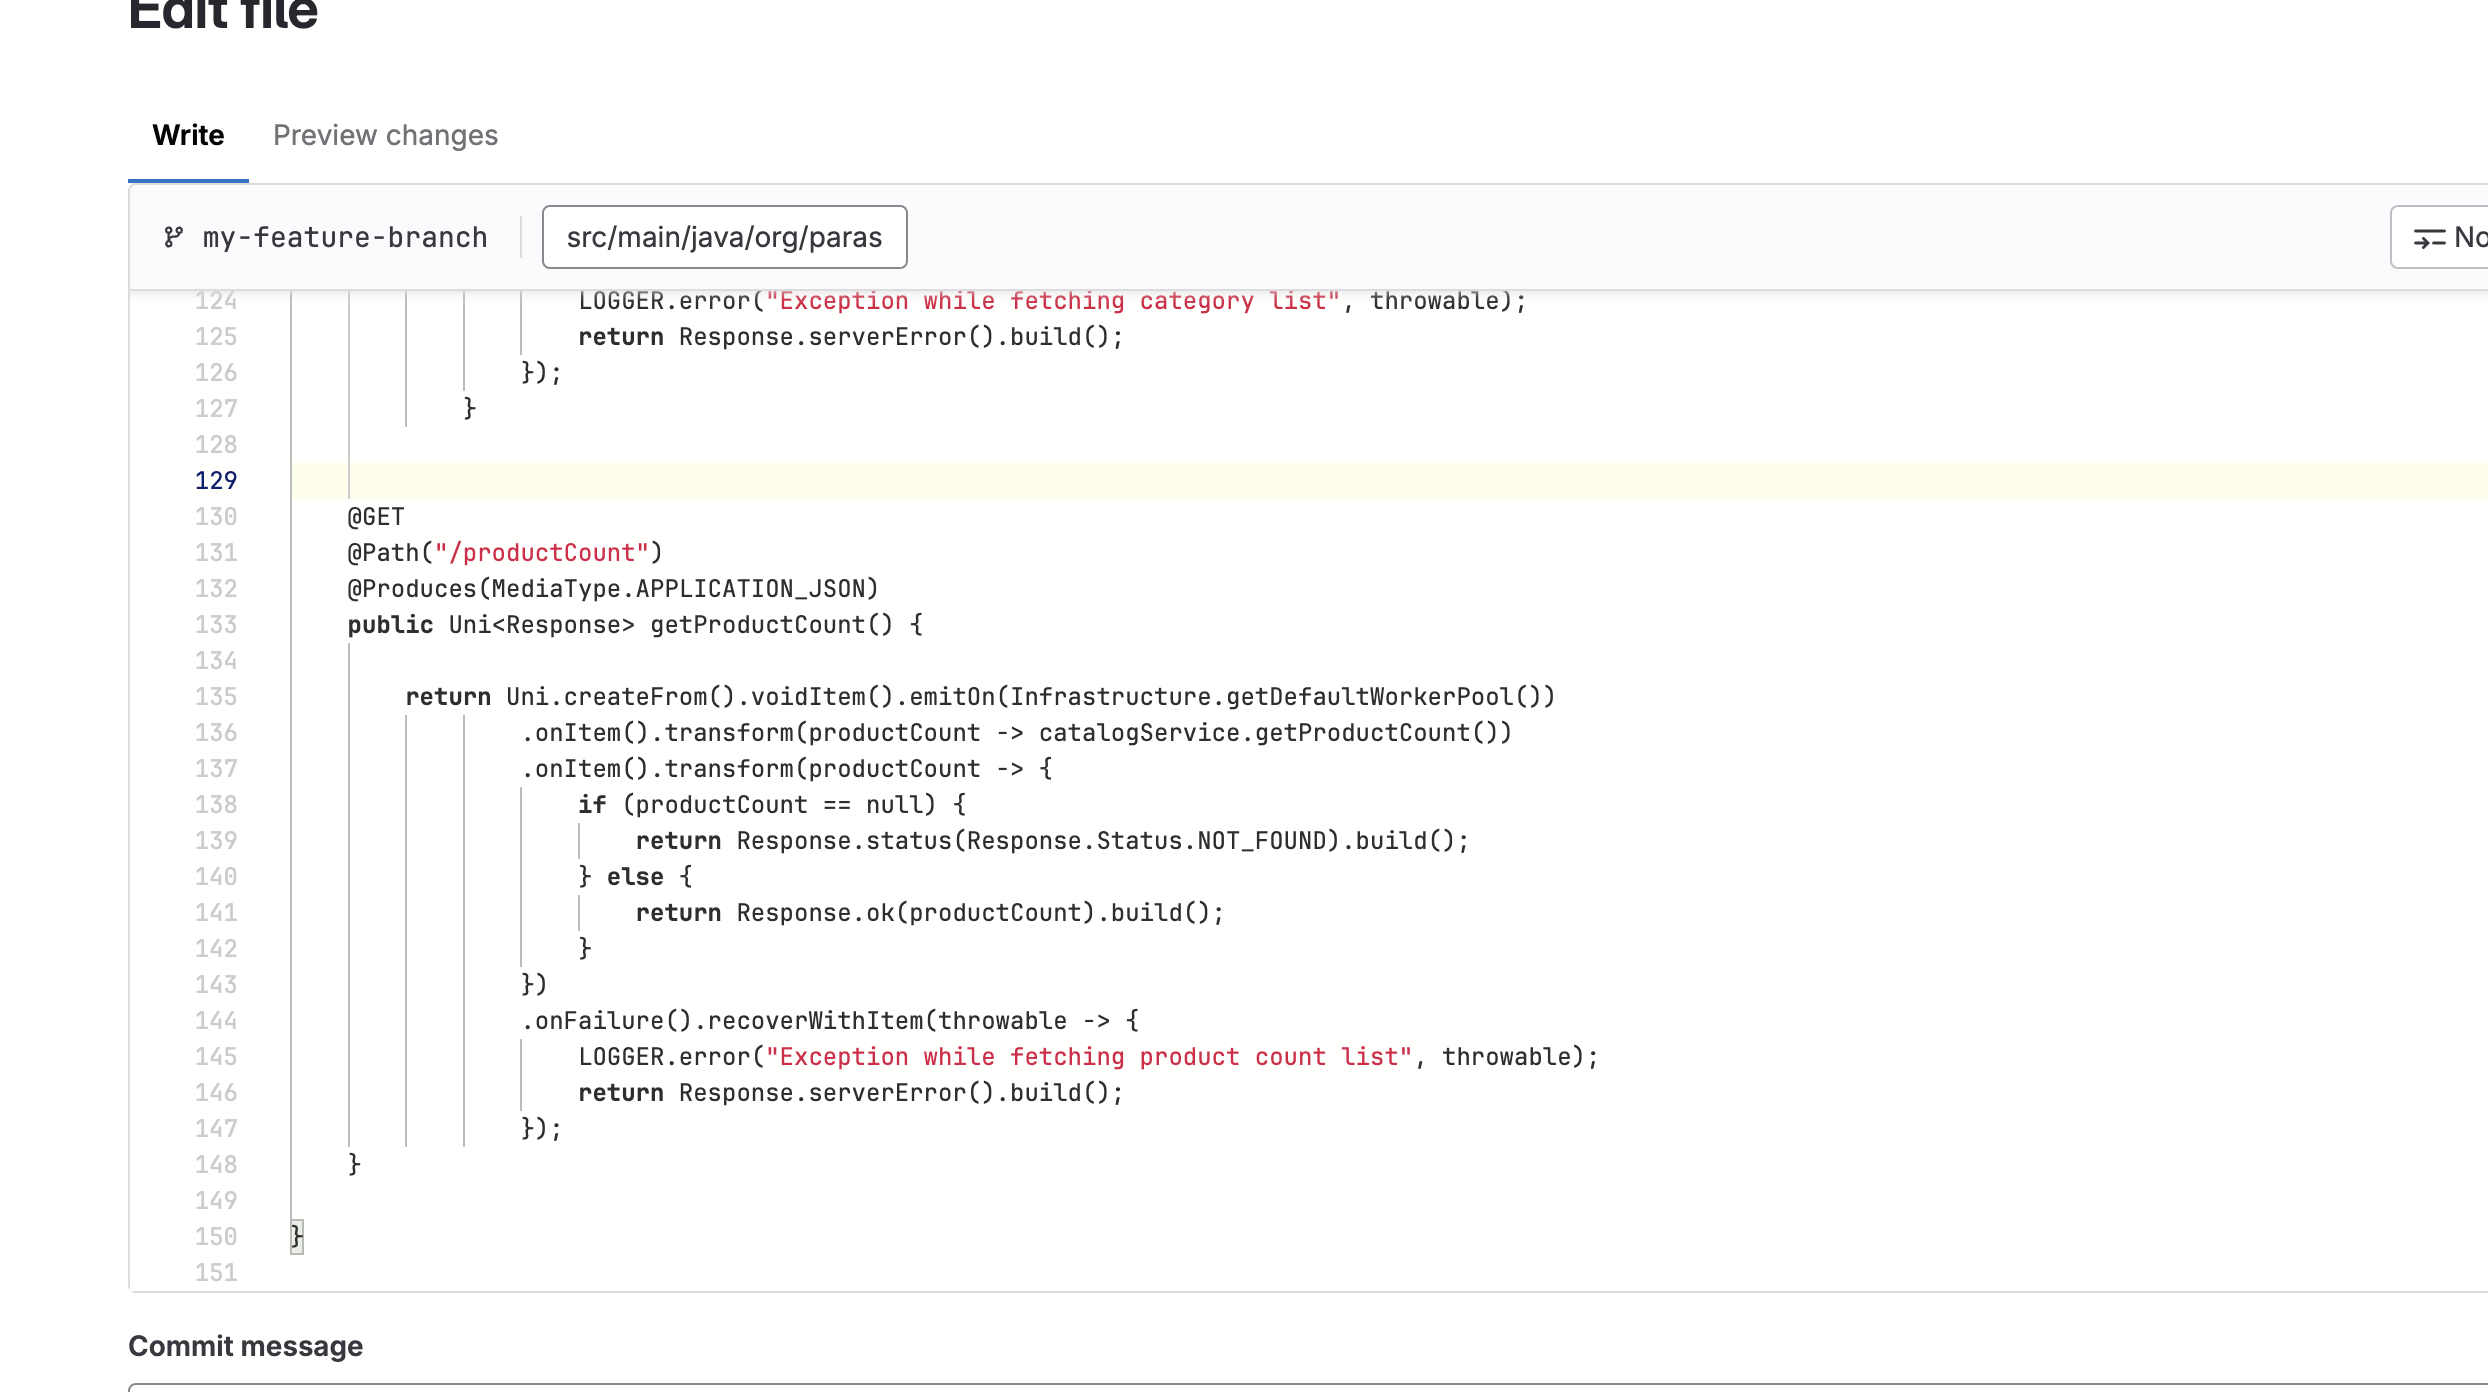 Edit file
Write Preview changes
my-feature-branch src/main/java/org/paras
124 LOGGER.error("Exception while fetching category list", throwable);
125 return Response.serverError().build();
126 });
127 }
128
129
130 @GET
131 @Path("/productCount")
132 @Produces(MediaType.APPLICATION_JSON)
133 public Uni<Response> getProductCount() {
134
135 return Uni.createFrom().voidItem().emitOn(Infrastructure.getDefaultWorkerPool())
136 .onItem().transform(productCount -> catalogService.getProductCount())
137 .onItem().transform(productCount -> {
138 if (productCount == null) {
139 return Response.status(Response.Status.NOT_FOUND).build();
140 } else {
141 return Response.ok(productCount).build();
142 }
143 })
144 .onFailure().recoverWithItem(throwable -> {
145 LOGGER.error("Exception while fetching product count list", throwable);
146 return Response.serverError().build();
147 });
148 }
149
150 }
151
Commit message